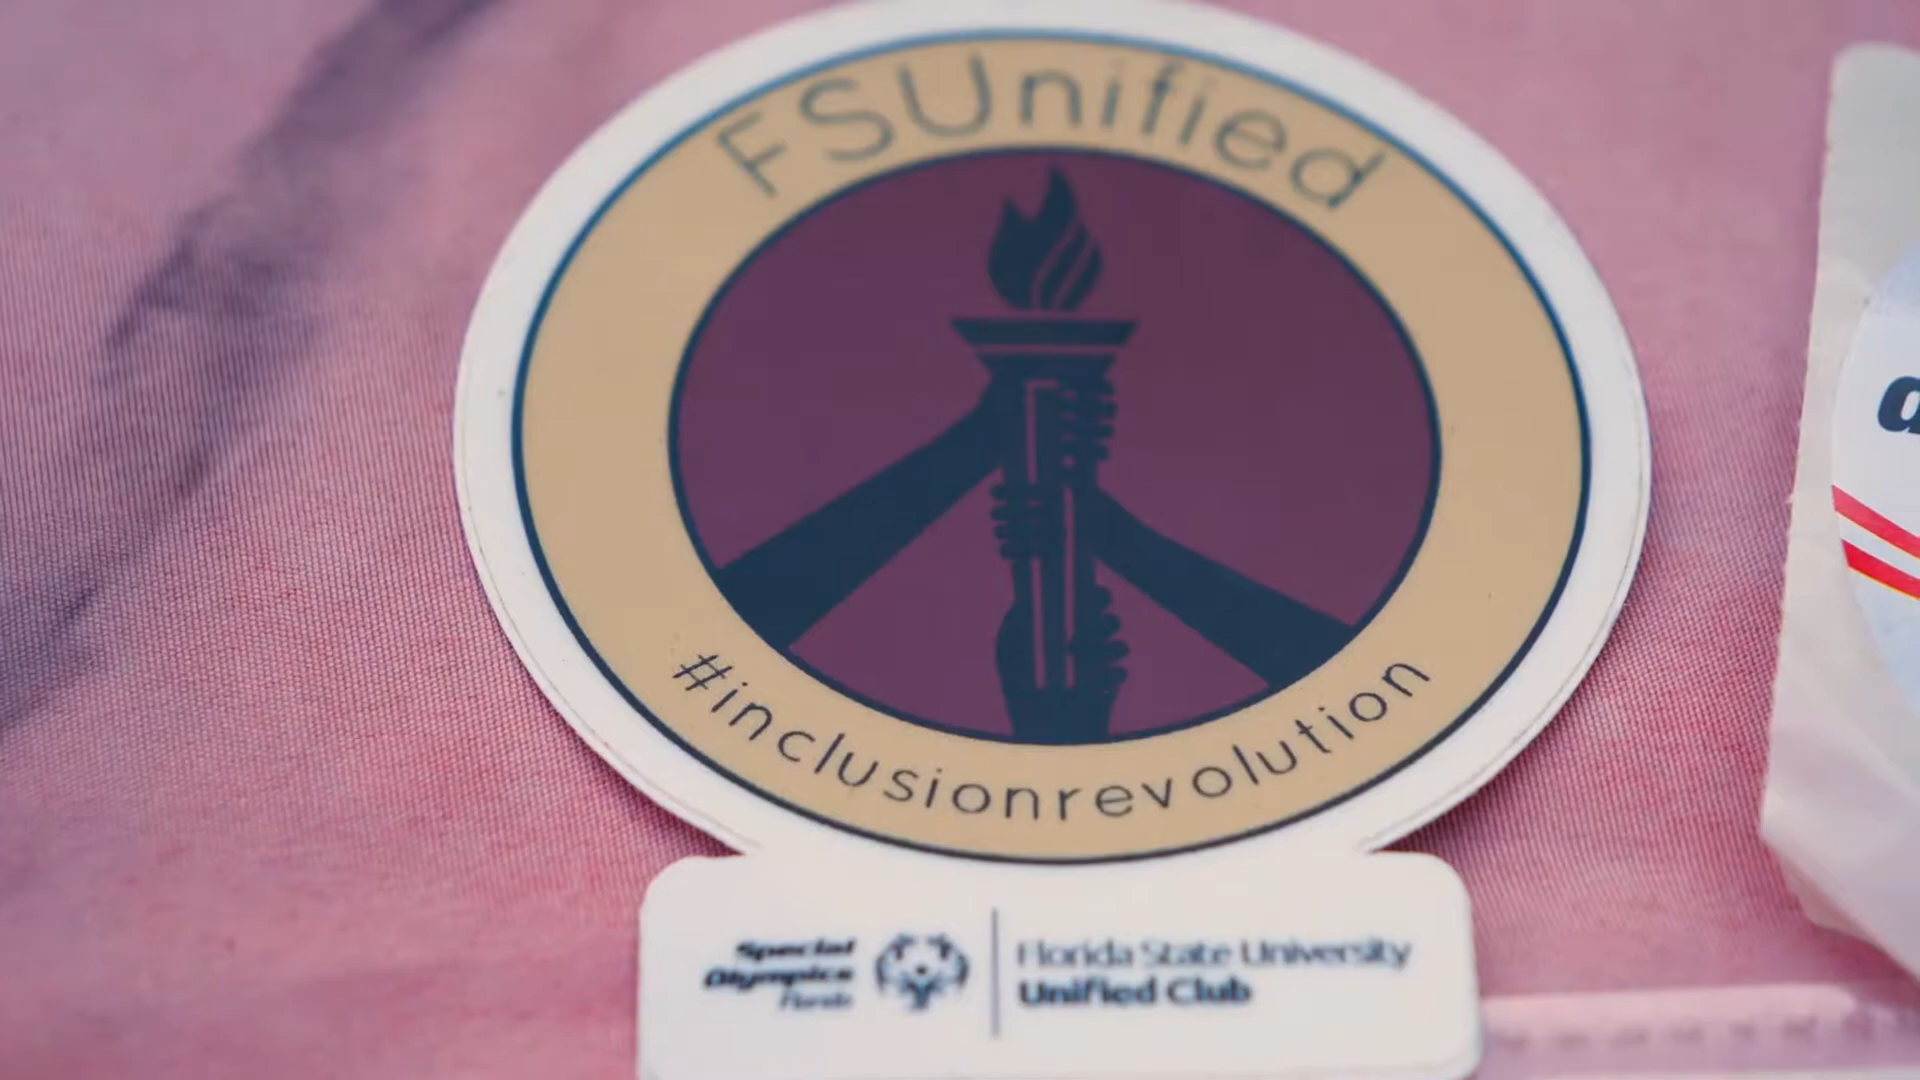 FSUnified
#inclusionrevolution
Special
Olympics
Florida
Florida State University
Unified Club